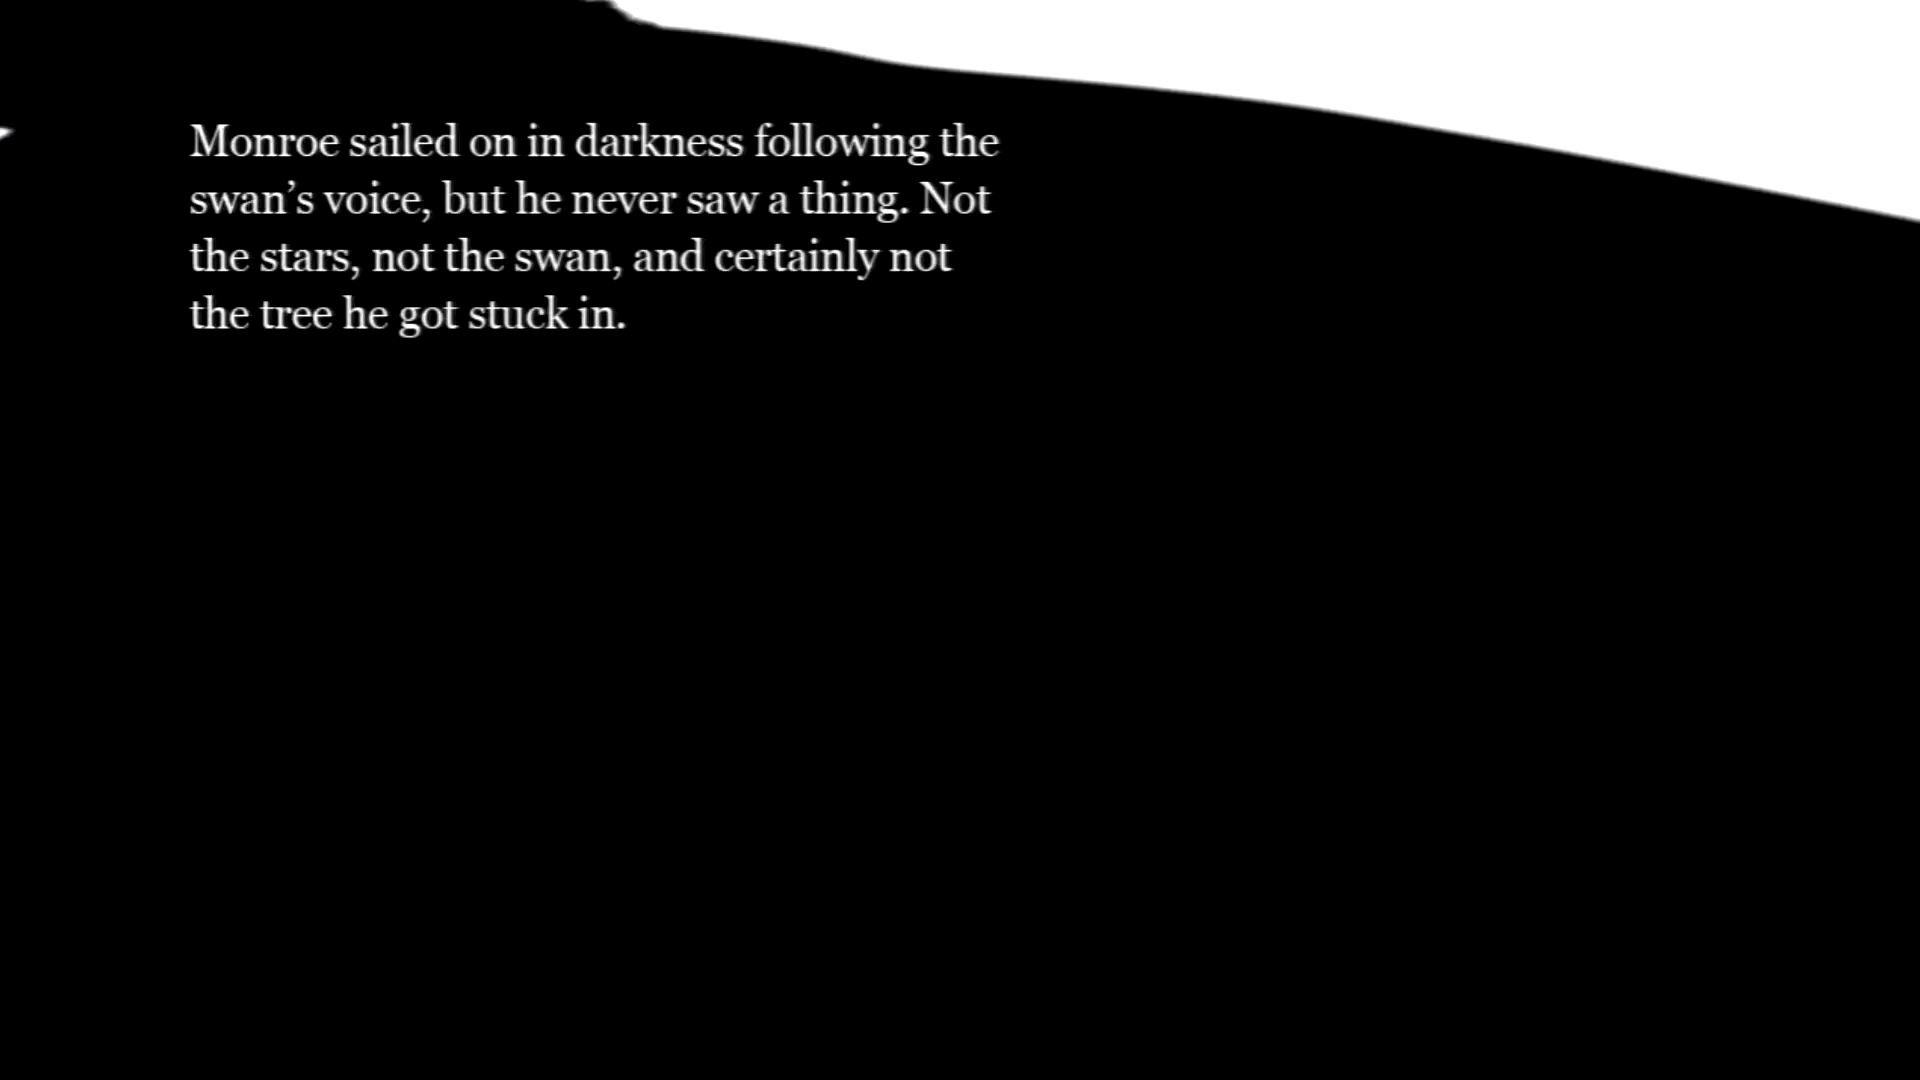 Monroe sailed on in darkness following the
swan’s voice, but he never saw a thing. Not
the stars, not the swan, and certainly not
the tree he got stuck in.